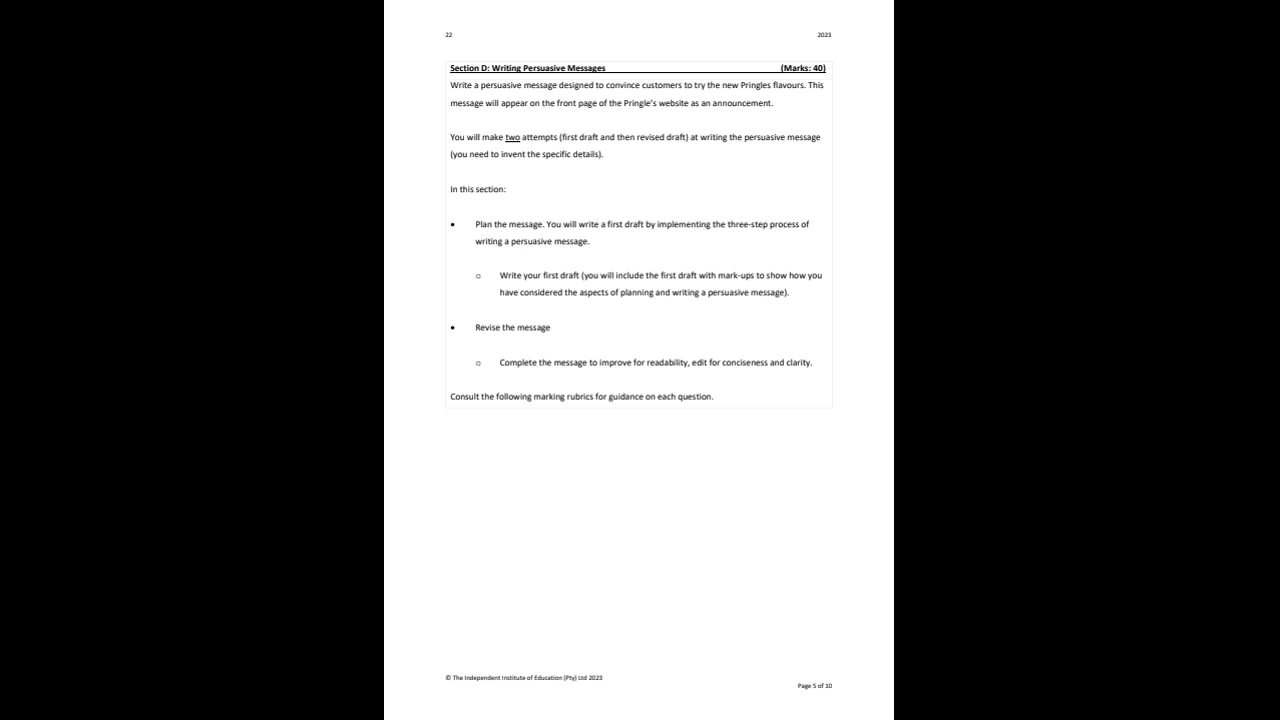 22 2023
Section D: Writing Persuasive Messages (Marks: 40)
Write a persuasive message designed to convince customers to try the new Pringles flavours. This
message will appear on the front page of the Pringle's website as an announcement.
You will make two attempts (first draft and then revised draft) at writing the persuasive message
(you need to invent the specific details).
In this section:
• Plan the message. You will write a first draft by implementing the three-step process of
writing a persuasive message.
o Write your first draft (you will include the first draft with mark-ups to show how you
have considered the aspects of planning and writing a persuasive message).
• Revise the message
o Complete the message to improve for readability, edit for conciseness and clarity.
Consult the following marking rubrics for guidance on each question.
© The Independent Institute of Education (Pty) Ltd 2023
Page 5 of 10